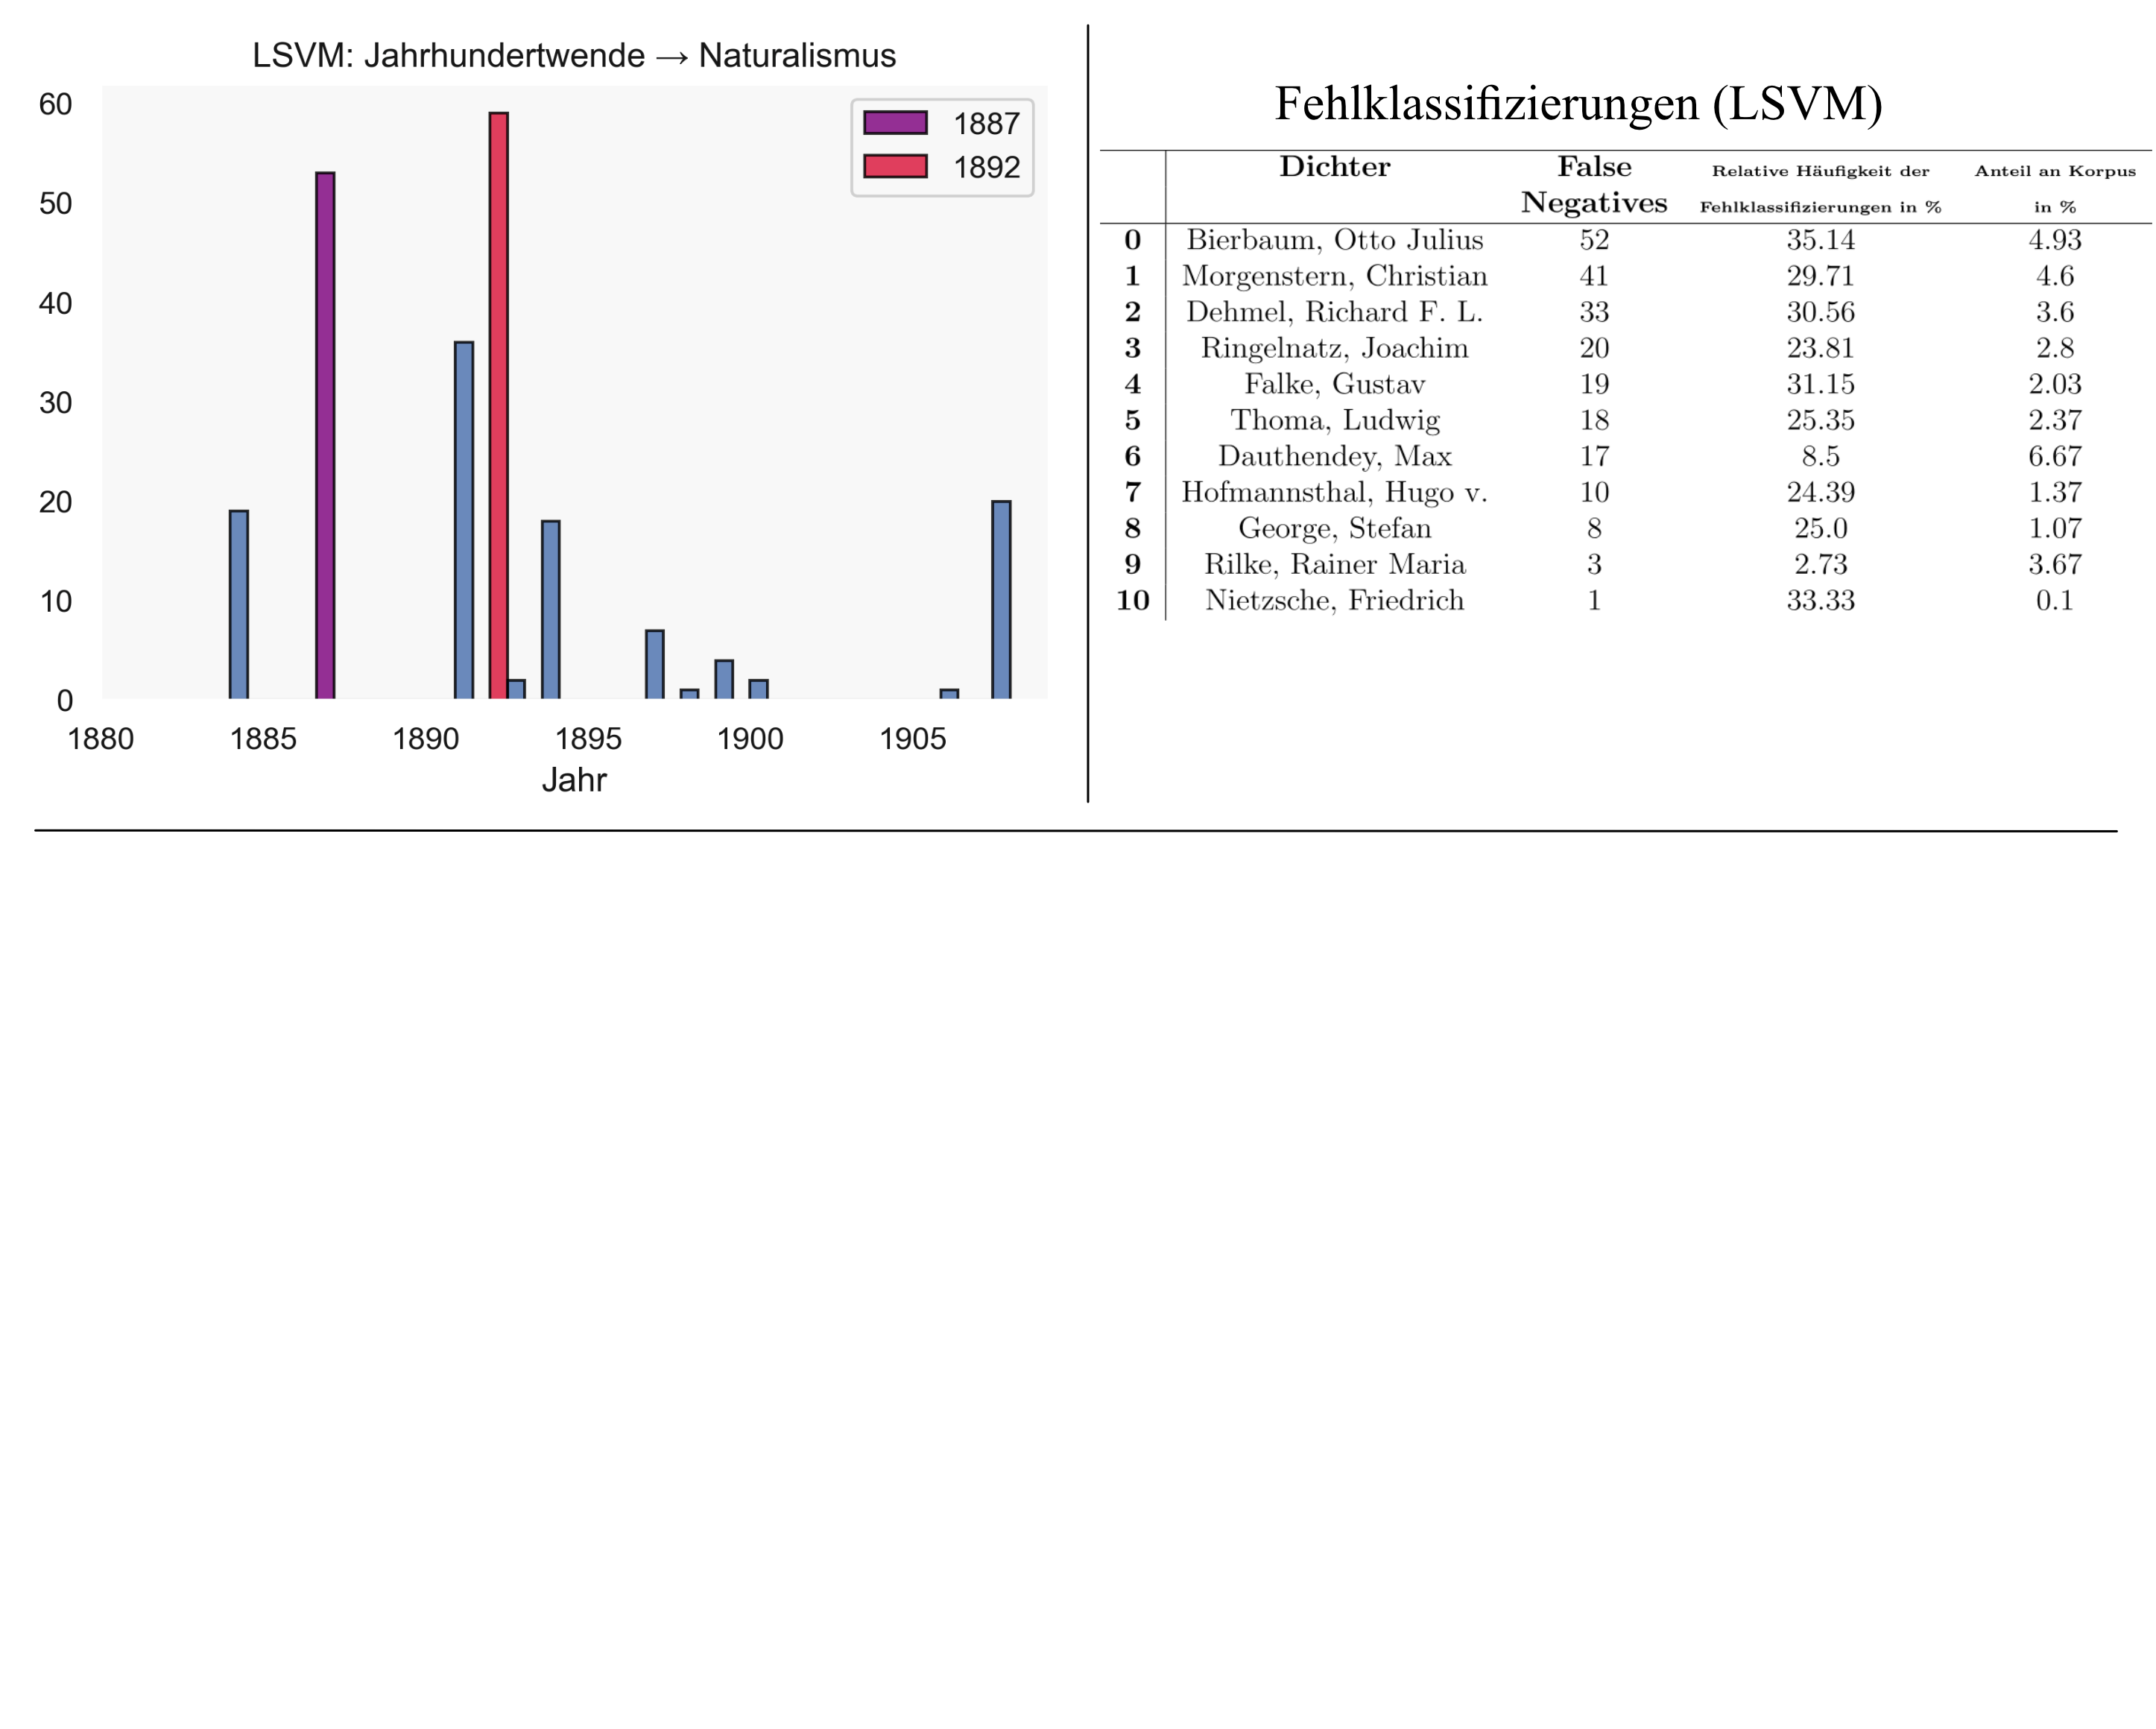 LSVM: Jahrhundertwende → Naturalismus
60
50
40
30
20
10
0
1887
1892
1880 1885 1890 1895 1900 1905
Jahr
Fehlklassifizierungen (LSVM)
Dichter False Relative Häufigkeit der Anteil an Korpus
Negatives Fehlklassifizierungen in % in %
0 Bierbaum, Otto Julius 52 35.14 4.93
1 Morgenstern, Christian 41 29.71 4.6
2 Dehmel, Richard F. L. 33 30.56 3.6
3 Ringelnatz, Joachim 20 23.81 2.8
4 Falke, Gustav 19 31.15 2.03
5 Thoma, Ludwig 18 25.35 2.37
6 Dauthendey, Max 17 8.5 6.67
7 Hofmannsthal, Hugo v. 10 24.39 1.37
8 George, Stefan 8 25.0 1.07
9 Rilke, Rainer Maria 3 2.73 3.67
10 Nietzsche, Friedrich 1 33.33 0.1